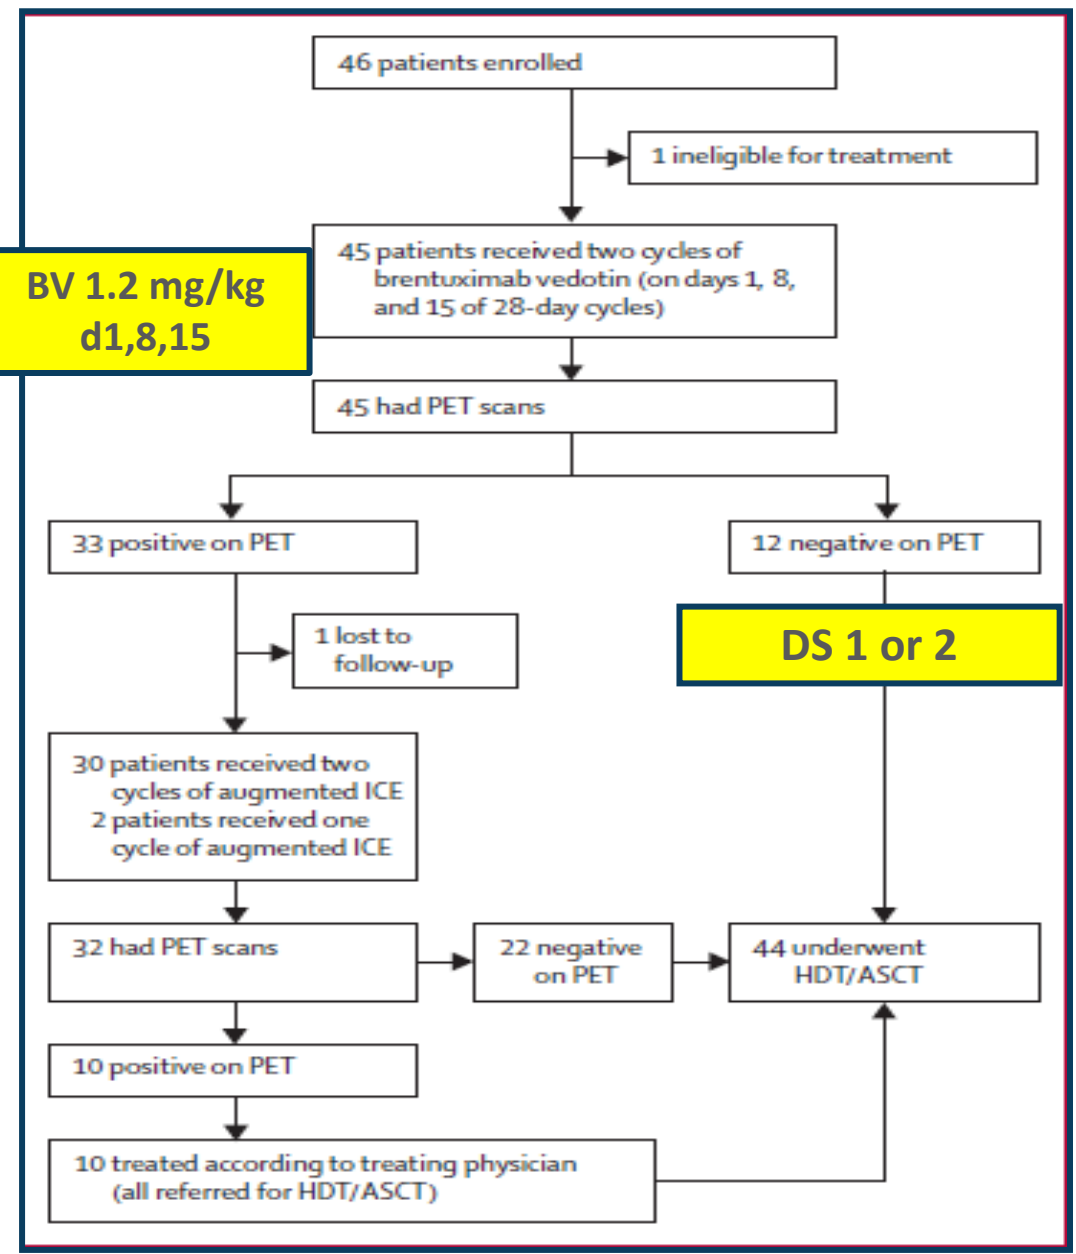 46 patients enrolled
1 ineligible for treatment
BV 1.2 mg/kg
d1,8,15
45 patients received two cycles of
brentuximab vedotin (on days 1, 8,
and 15 of 28-day cycles)
45 had PET scans
33 positive on PET
12 negative on PET
1 lost to
follow-up
DS 1 or 2
30 patients received two
cycles of augmented ICE
2 patients received one
cycle of augmented ICE
32 had PET scans
22 negative
on PET
44 underwent
HDT/ASCT
10 positive on PET
10 treated according to treating physician
(all referred for HDT/ASCT)